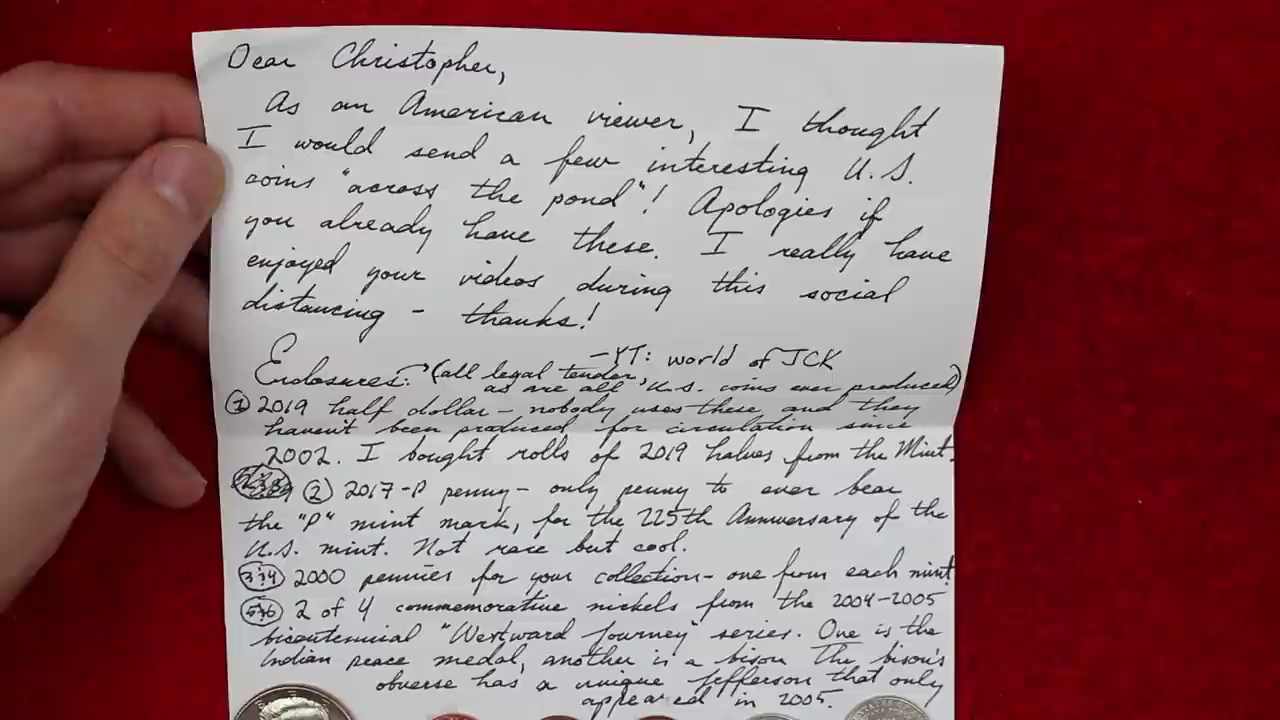 Dear Christopher,
As an American viewer, I thought
I would send a few interesting U.S.
coins "across the pond"! Apologies if
you already have these. I really have
enjoyed your videos during this social
distancing - thanks!
-YT: world of JCK
Enclosures: (all legal tender,
as are all U.S. coins ever produced)
① 2019 half dollar - nobody uses these and they
haven't been produced for circulation since
2002. I bought rolls of 2019 halves from the Mint.
② 2017-P penny - only penny to ever bear
the "P" mint mark, for the 225th Anniversary of the
U.S. mint. Not rare but cool.
3+4 2000 pennies for your collection - one from each mint
5+6 2 of 4 commemorative nickels from the 2004-2005
bicentennial "Westward Journey" series. One is the
Indian peace medal, another is a bison. The bison's
obverse has a unique Jefferson that only
appeared in 2005.